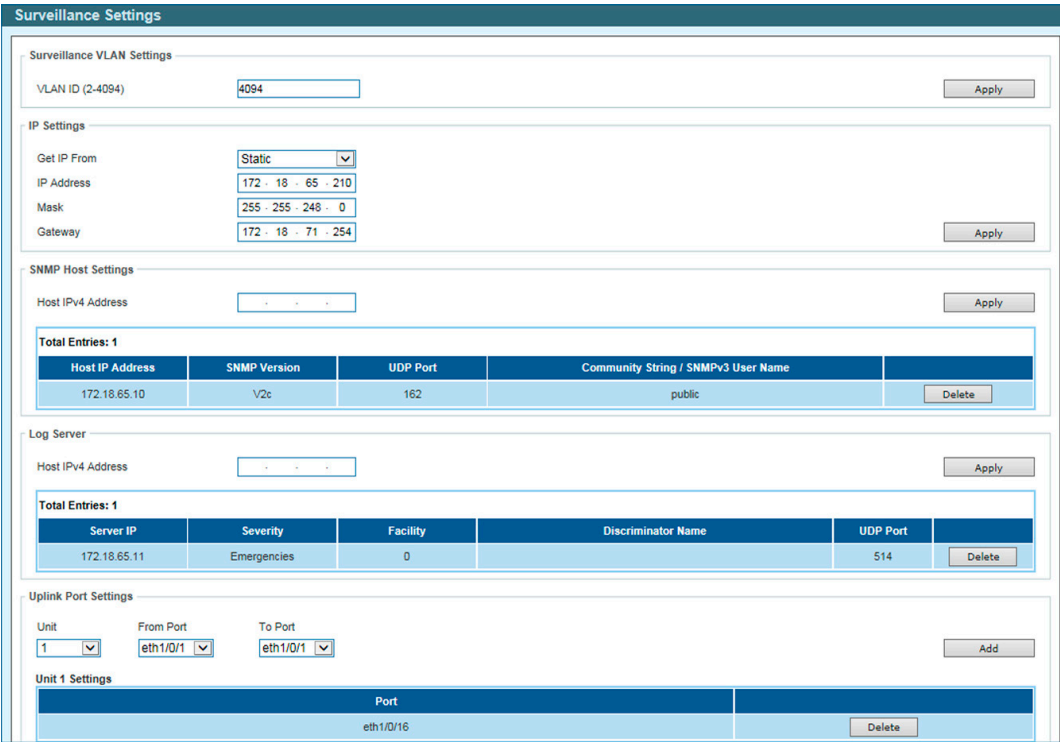 Surveillance Settings
Surveillance VLAN Settings
VLAN ID (2-4094) 4094 Apply
IP Settings
Get IP From Static
IP Address 172 . 18 . 65 . 210
Mask 255 . 255 . 248 . 0
Gateway 172 . 18 . 71 . 254 Apply
SNMP Host Settings
Host IPv4 Address . . . Apply
Total Entries: 1
Host IP Address SNMP Version UDP Port Community String / SNMPv3 User Name
172.18.65.10 V2c 162 public Delete
Log Server
Host IPv4 Address . . . Apply
Total Entries: 1
Server IP Severity Facility Discriminator Name UDP Port
172.18.65.11 Emergencies 0 514 Delete
Uplink Port Settings
Unit From Port To Port
1 eth1/0/1 eth1/0/1 Add
Unit 1 Settings
Port
eth1/0/16 Delete